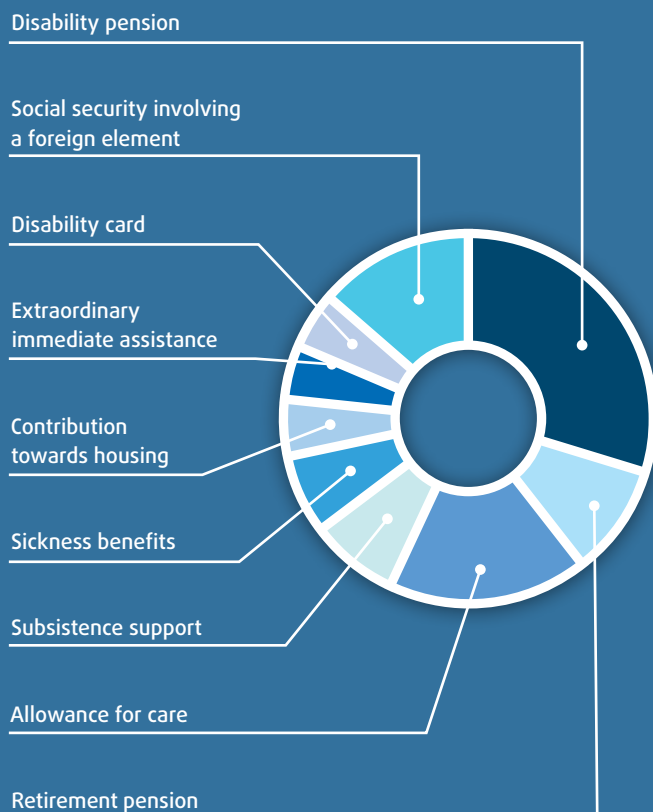 Disability pension
Social security involving
a foreign element
Disability card
Extraordinary
immediate assistance
Contribution
towards housing
Sickness benefits
Subsistence support
Allowance for care
Retirement pension